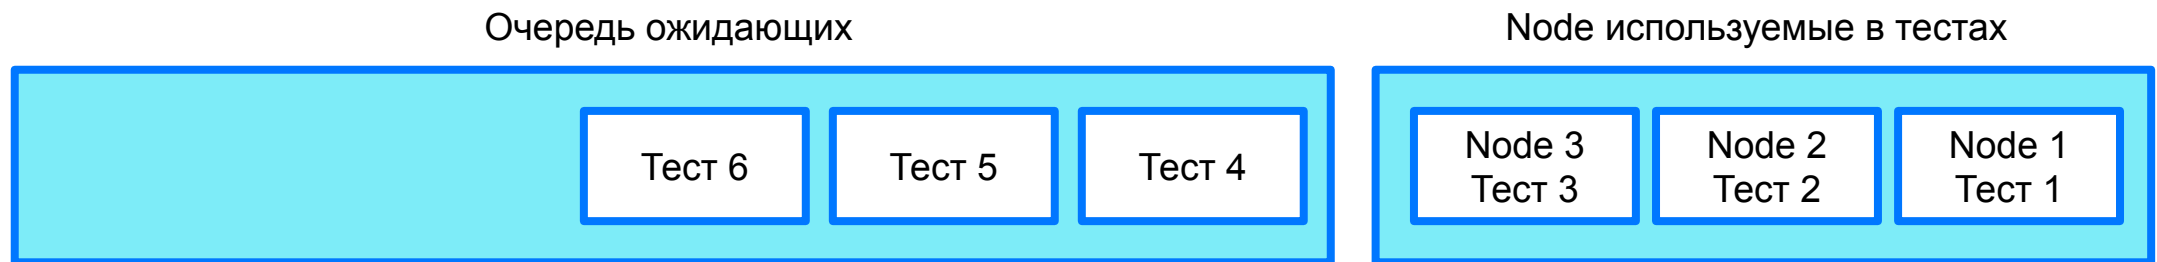 Очередь ожидающих
Node используемые в тестах
Тест 6
Тест 5
Тест 4
Node 3
Тест 3
Node 2
Тест 2
Node 1
Тест 1